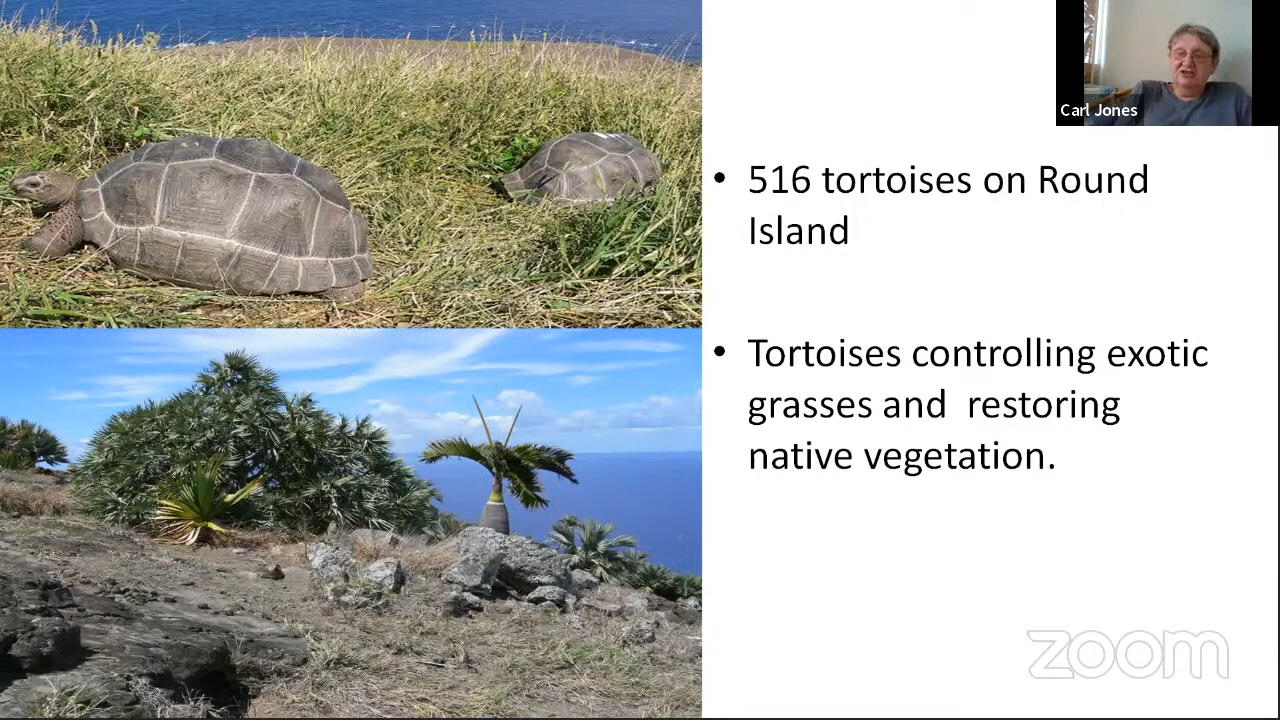 Carl Jones
• 516 tortoises on Round
Island
• Tortoises controlling exotic
grasses and  restoring
native vegetation.
zoom